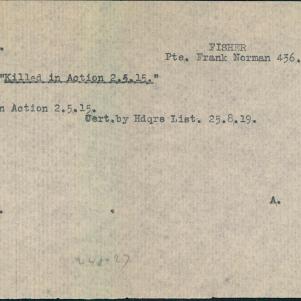 FISHER
Pte. Frank Norman 436.
"Killed in Action 2.5.15."
n Action 2.5.15.
Cert.by Hdqrs List. 25.8.19.
A.